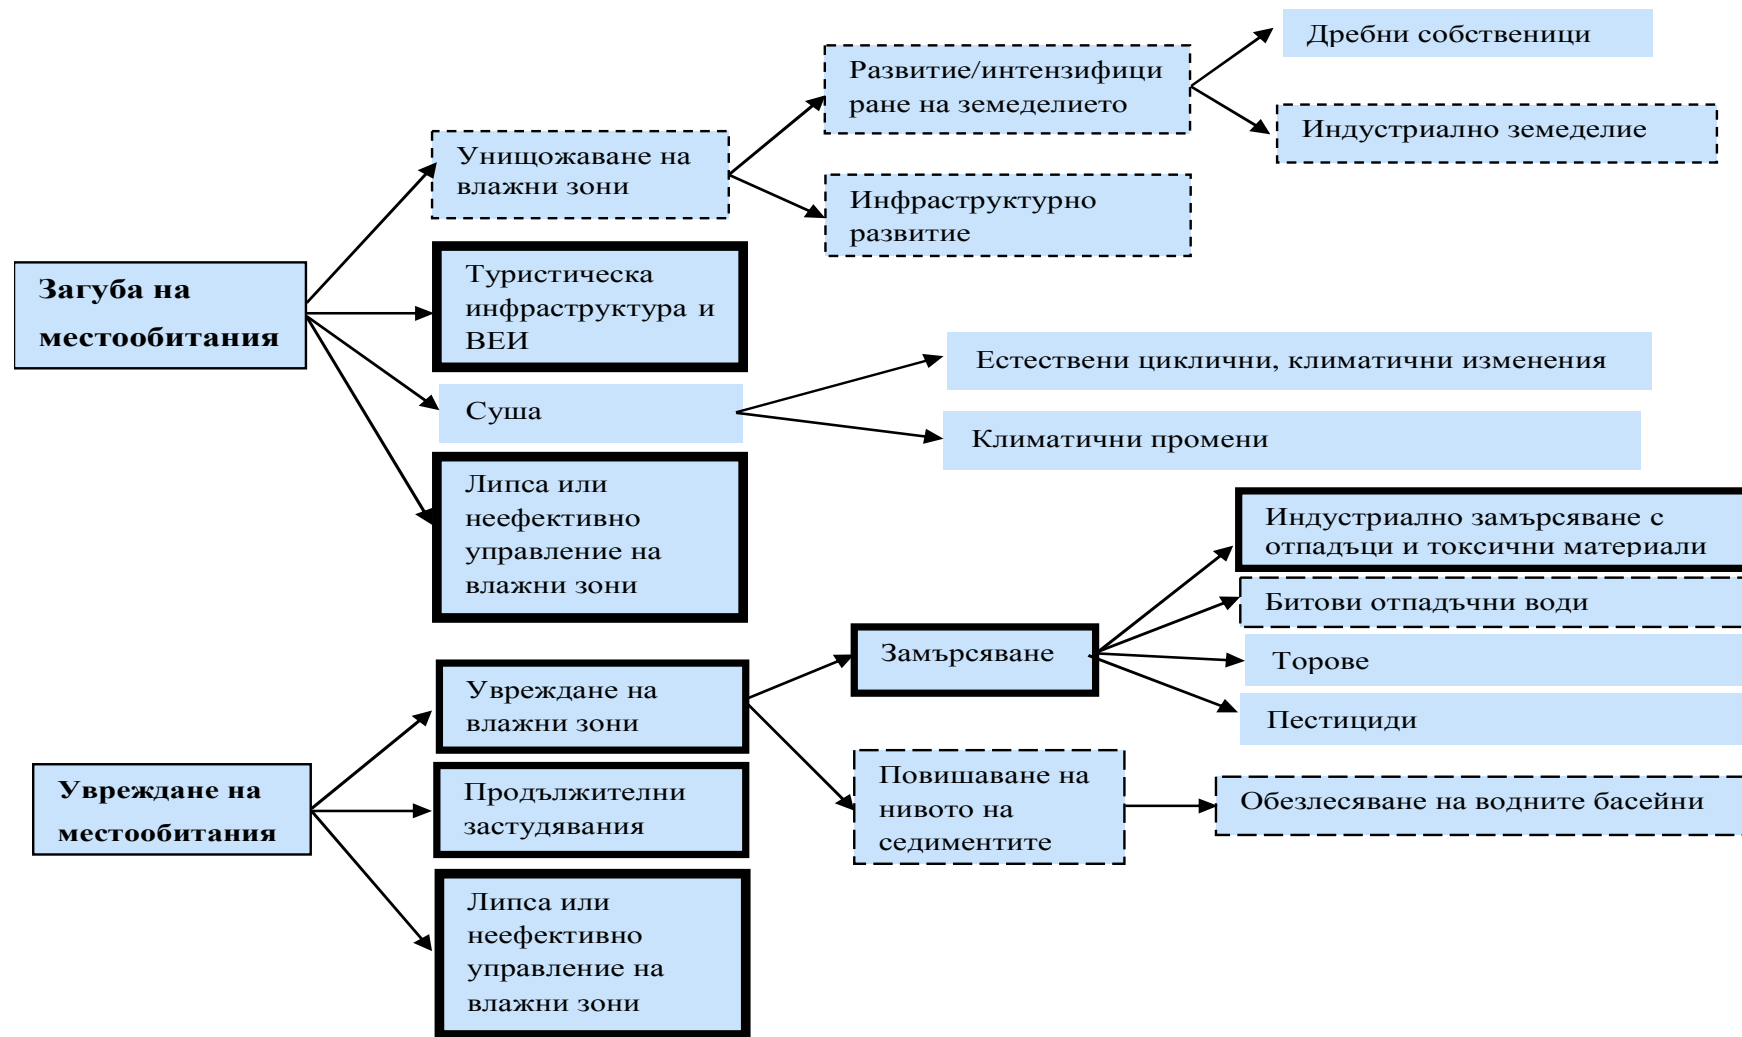 Дребни собственици
Развитие/интензифици
ране на земеделието
Индустриално земеделие
Унищожаване на
влажни зони
Инфраструктурно
развитие
Загуба на
местообитания
Туристическа
инфраструктура и
ВЕИ
Естествени циклични, климатични изменения
Суша
Климатични промени
Липса или
неефективно
управление на
влажни зони
Индустриално замърсяване с
отпадъци и токсични материали
Битови отпадъчни води
Замърсяване
Торове
Пестициди
Увреждане на
влажни зони
Увреждане на
местообитания
Продължителни
застудявания
Повишаване на
нивото на
седиментите
Обезлесяване на водните басейни
Липса или
неефективно
управление на
влажни зони